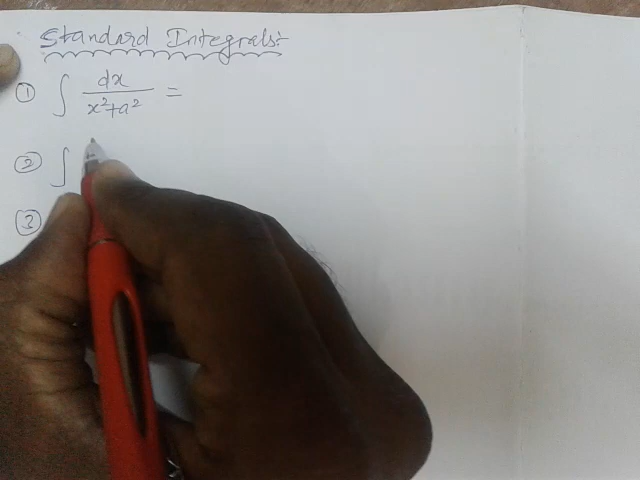 Standard Integrals:-
① ∫ dx / x²+a² =
② ∫
③